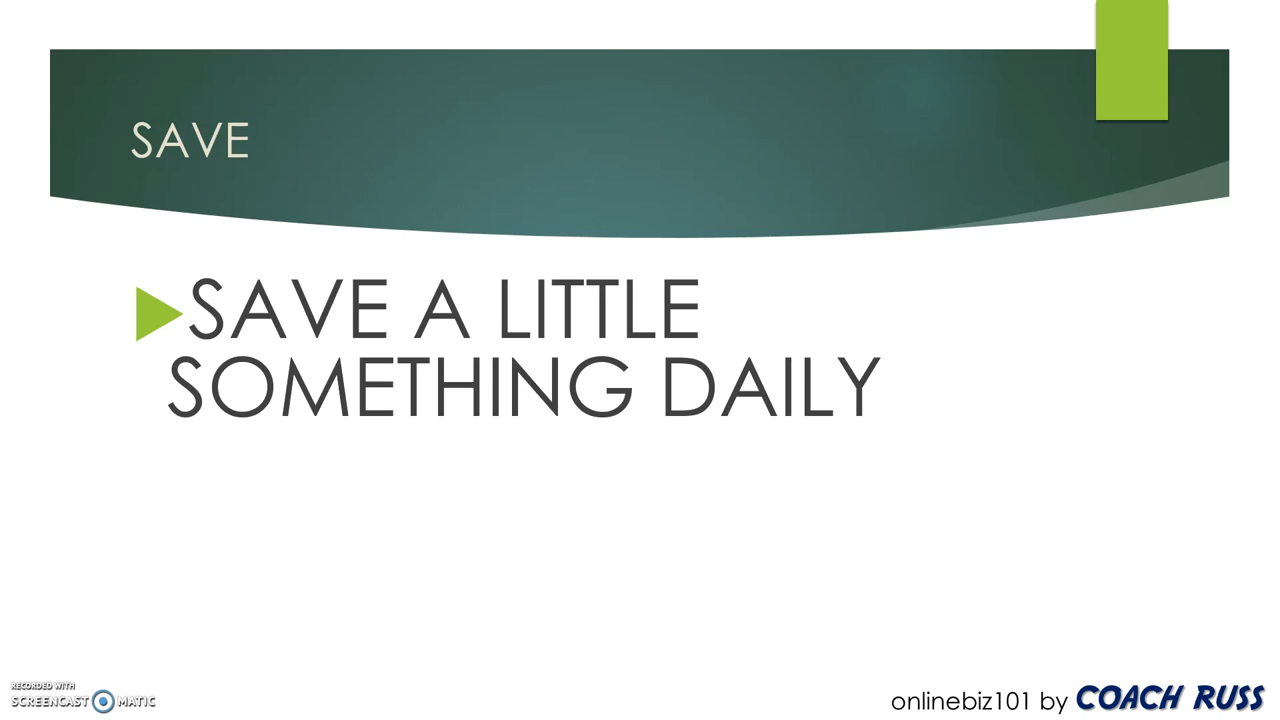 SAVE
SAVE A LITTLE
SOMETHING DAILY
RECORDED WITH
SCREENCAST MATIC
onlinebiz101 by COACH RUSS